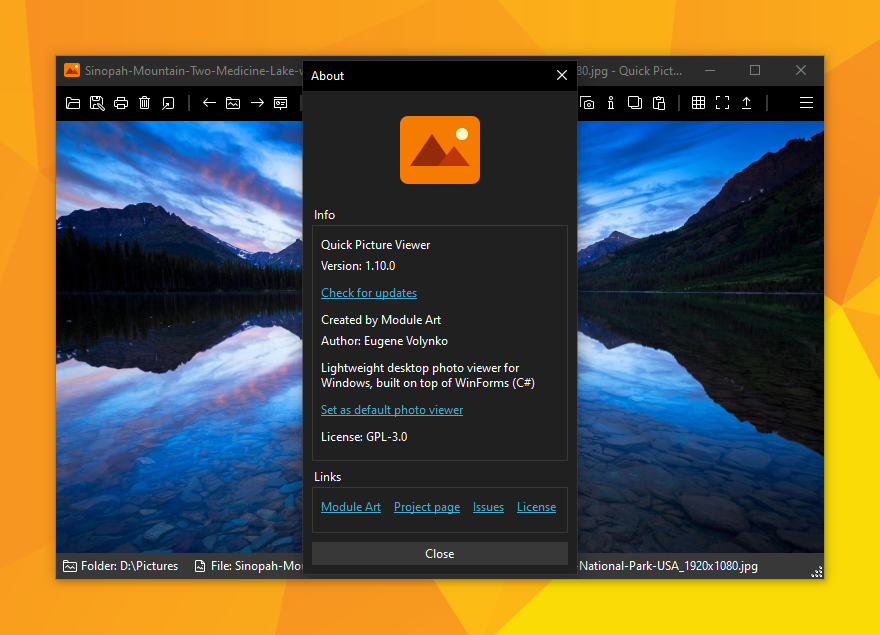 Sinopah-Mountain-Two-Medicine-Lake-
80.jpg - Quick Pict...
About
Info
Quick Picture Viewer
Version: 1.10.0
Check for updates
Created by Module Art
Author: Eugene Volynko
Lightweight desktop photo viewer for
Windows, built on top of WinForms (C#)
Set as default photo viewer
License: GPL-3.0
Links
Module Art Project page Issues License
Close
Folder: D:\Pictures File: Sinopah-Mou
-National-Park-USA_1920x1080.jpg